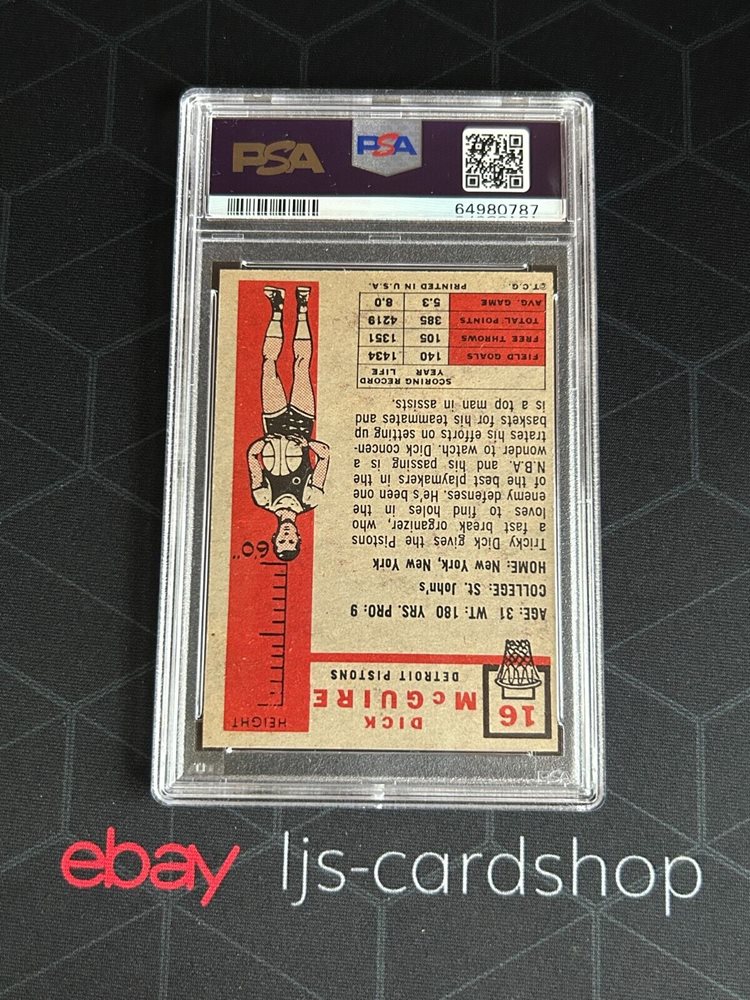 PSA
PSA
64980787
16
DICK
McGUIRE
DETROIT PISTONS
HEIGHT
AGE: 31 WT: 180 YRS. PRO: 9
COLLEGE: St. John's
HOME: New York, New York
6'0"
Tricky Dick gives the Pistons
a fast break organizer, who
loves to find holes in the
enemy defenses. He's been one
of the best playmakers in the
N.B.A. and his passing is a
wonder to watch. Dick concen-
trates his efforts on setting up
baskets for his teammates and
is a top man in assists.
SCORING RECORD YEAR LIFE
FIELD GOALS 140 1434
FREE THROWS 105 1351
TOTAL POINTS 385 4219
AVG. GAME 5.3 8.0
©T.C.G. PRINTED IN U.S.A.
PSA
ebay ljs-cardshop